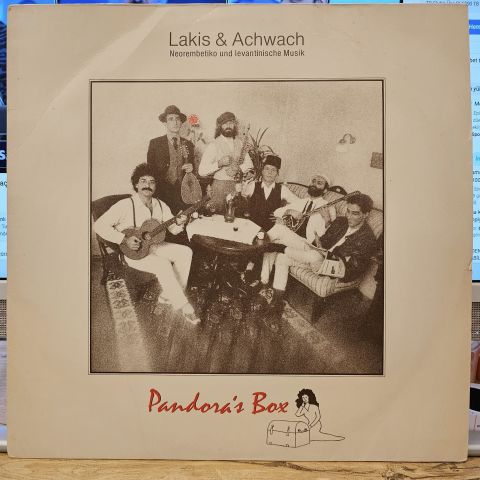 Lakis & Achwach
Neorembetiko und levantinische Musik
Pandora's Box